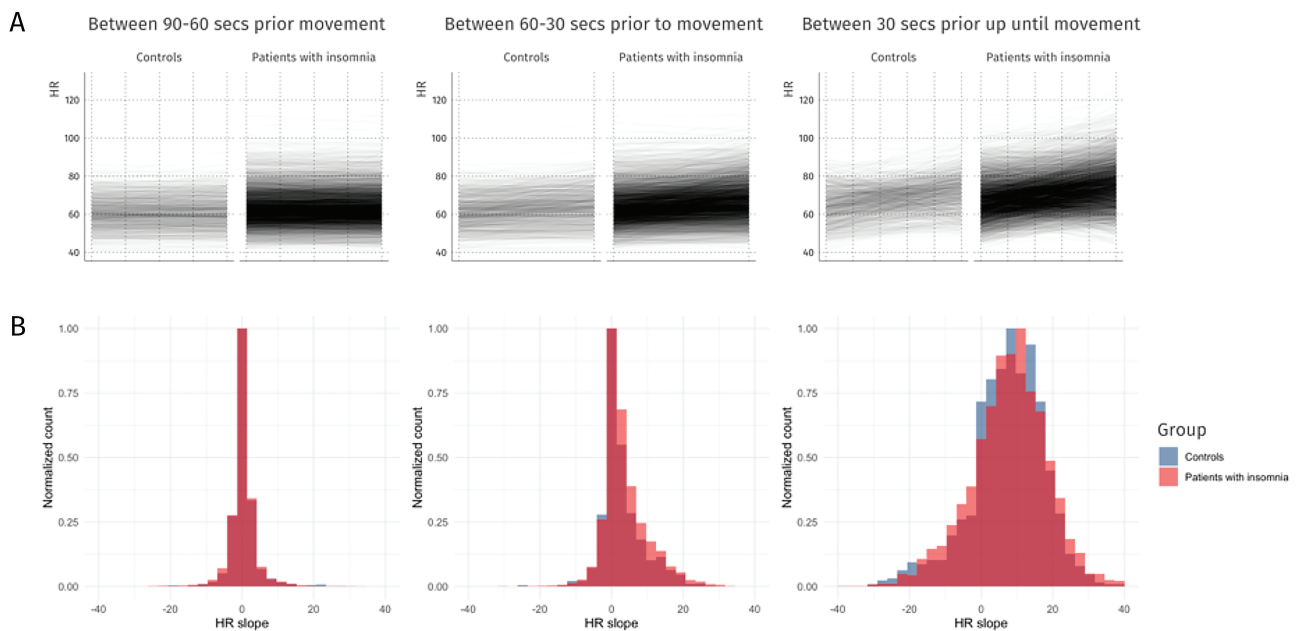 A
Between 90-60 secs prior movement
Between 60-30 secs prior to movement
Between 30 secs prior up until movement
Controls
Patients with insomnia
Controls
Patients with insomnia
Controls
Patients with insomnia
HR
120
100
80
60
40
HR
120
100
80
60
40
HR
120
100
80
60
40
B
Normalized count
1.00
0.75
0.50
0.25
0.00
-40
-20
0
20
40
HR slope
Normalized count
1.00
0.75
0.50
0.25
0.00
-40
-20
0
20
40
HR slope
Normalized count
1.00
0.75
0.50
0.25
0.00
-40
-20
0
20
40
HR slope
Group
Controls
Patients with insomnia